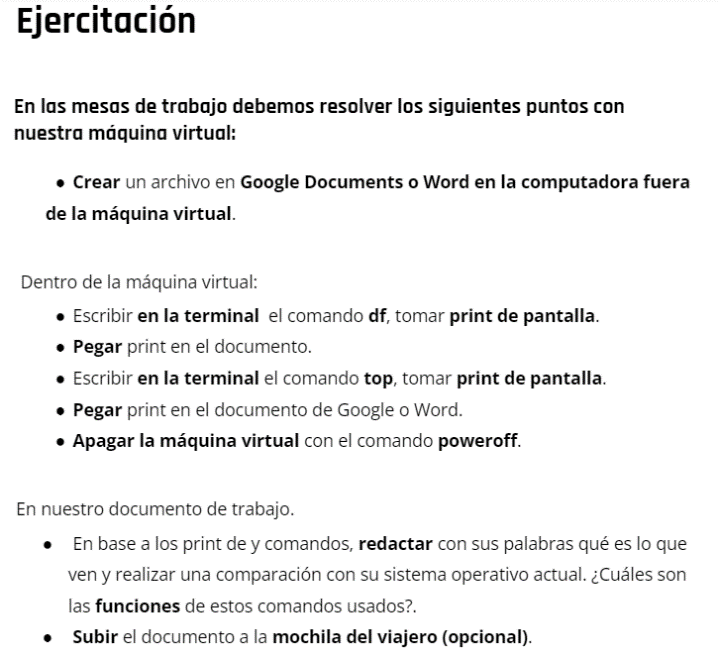 Ejercitación
En las mesas de trabajo debemos resolver los siguientes puntos con
nuestra máquina virtual:
● Crear un archivo en Google Documents o Word en la computadora fuera
de la máquina virtual.
Dentro de la máquina virtual:
● Escribir en la terminal el comando df, tomar print de pantalla.
● Pegar print en el documento.
● Escribir en la terminal el comando top, tomar print de pantalla.
● Pegar print en el documento de Google o Word.
● Apagar la máquina virtual con el comando poweroff.
En nuestro documento de trabajo.
● En base a los print de y comandos, redactar con sus palabras qué es lo que
ven y realizar una comparación con su sistema operativo actual. ¿Cuáles son
las funciones de estos comandos usados?.
● Subir el documento a la mochila del viajero (opcional).